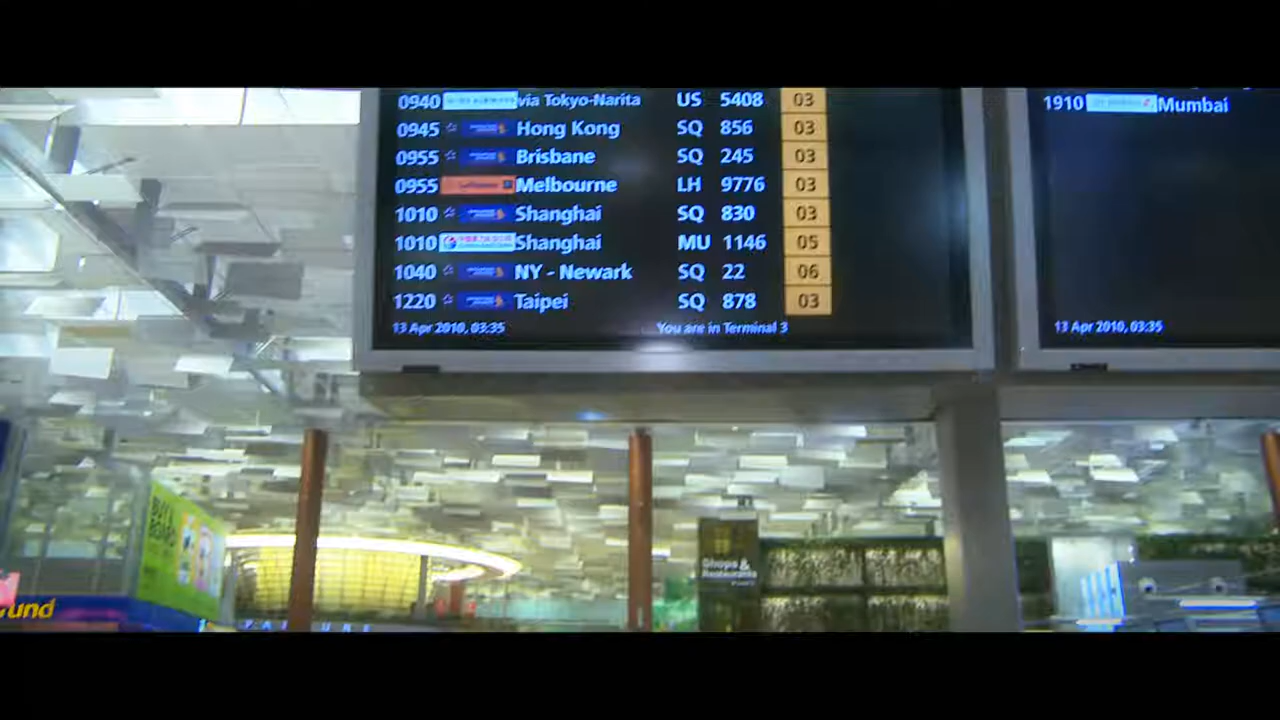 0940 via Tokyo-Narita US 5408 03
0945 Hong Kong SQ 856 03
0955 Brisbane SQ 245 03
0955 Melbourne LH 9776 03
1010 Shanghai SQ 830 03
1010 Shanghai MU 1146 05
1040 NY - Newark SQ 22 06
1220 Taipei SQ 878 03
13 Apr 2010, 03:35 You are in Terminal 3
1910 Mumbai
13 Apr 2010, 03:35
Shops &
Restaurants